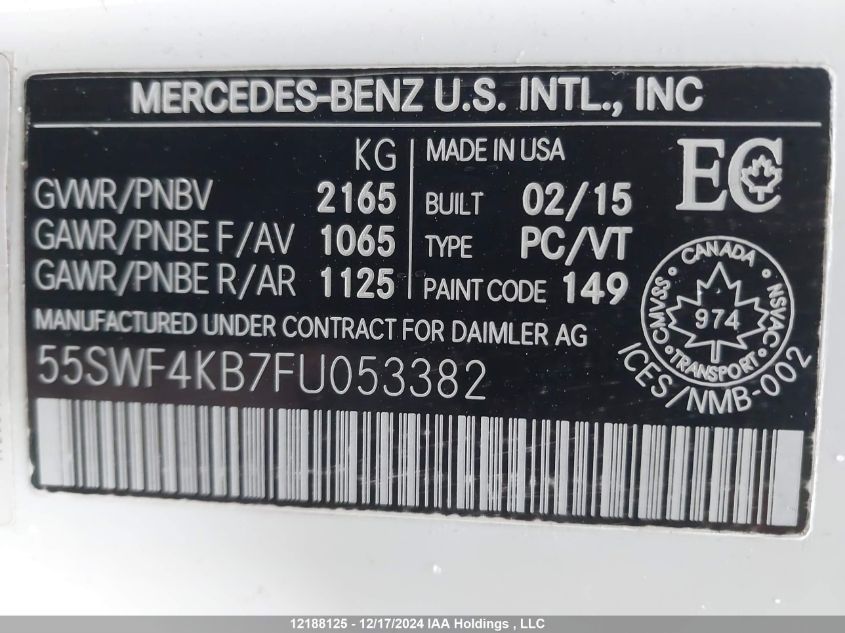 MERCEDES-BENZ U.S. INTL., INC
KG
GVWR/PNBV 2165
GAWR/PNBE F/AV 1065
GAWR/PNBE R/AR 1125
MADE IN USA
BUILT 02/15
TYPE PC/VT
PAINT CODE 149
EC
CANADA
CMVSS NSVAC
974
TRANSPORT
ICES/NMB-002
MANUFACTURED UNDER CONTRACT FOR DAIMLER AG
55SWF4KB7FU053382
12188125 - 12/17/2024 IAA Holdings , LLC